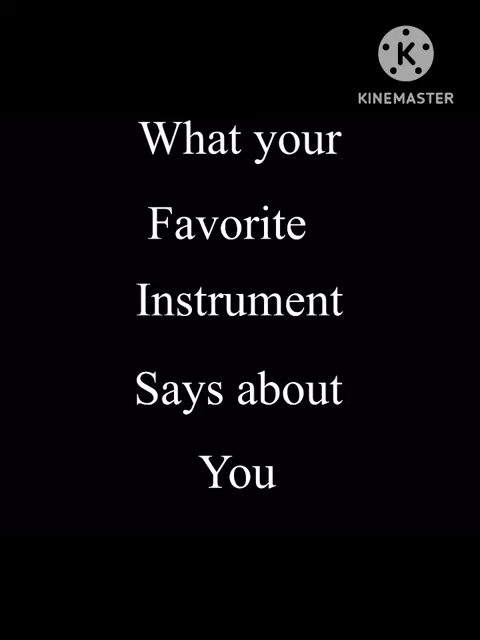 K
KINEMASTER
What your
Favorite
Instrument
Says about
You